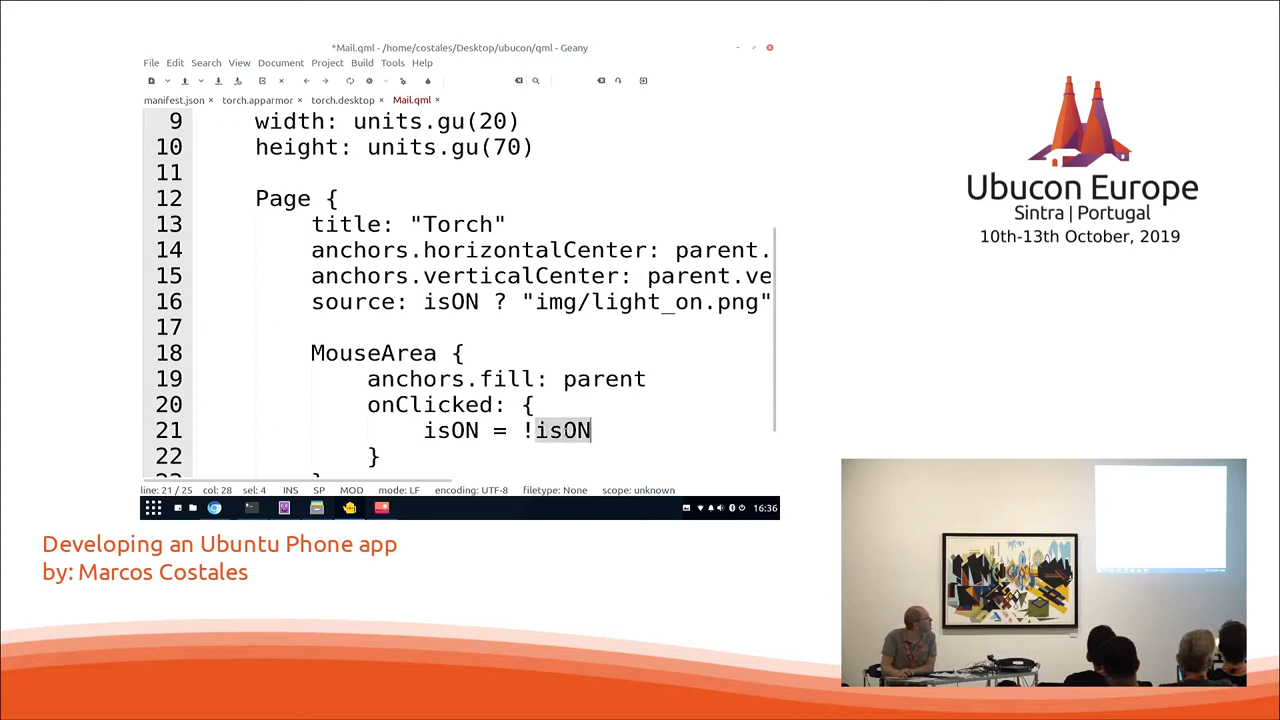 *Mail.qml - /home/costales/Desktop/ubucon/qml - Geany
File Edit Search View Document Project Build Tools Help
manifest.json × torch.apparmor × torch.desktop × Mail.qml ×
9 width: units.gu(20)
10 height: units.gu(70)
11
12 Page {
13 title: "Torch"
14 anchors.horizontalCenter: parent.
15 anchors.verticalCenter: parent.ve
16 source: isON ? "img/light_on.png"
17
18 MouseArea {
19 anchors.fill: parent
20 onClicked: {
21 isON = !isON
22 }
line: 21 / 25 col: 28 sel: 4 INS SP MOD mode: LF encoding: UTF-8 filetype: None scope: unknown
16:36
Ubucon Europe
Sintra | Portugal
10th-13th October, 2019
Developing an Ubuntu Phone app
by: Marcos Costales